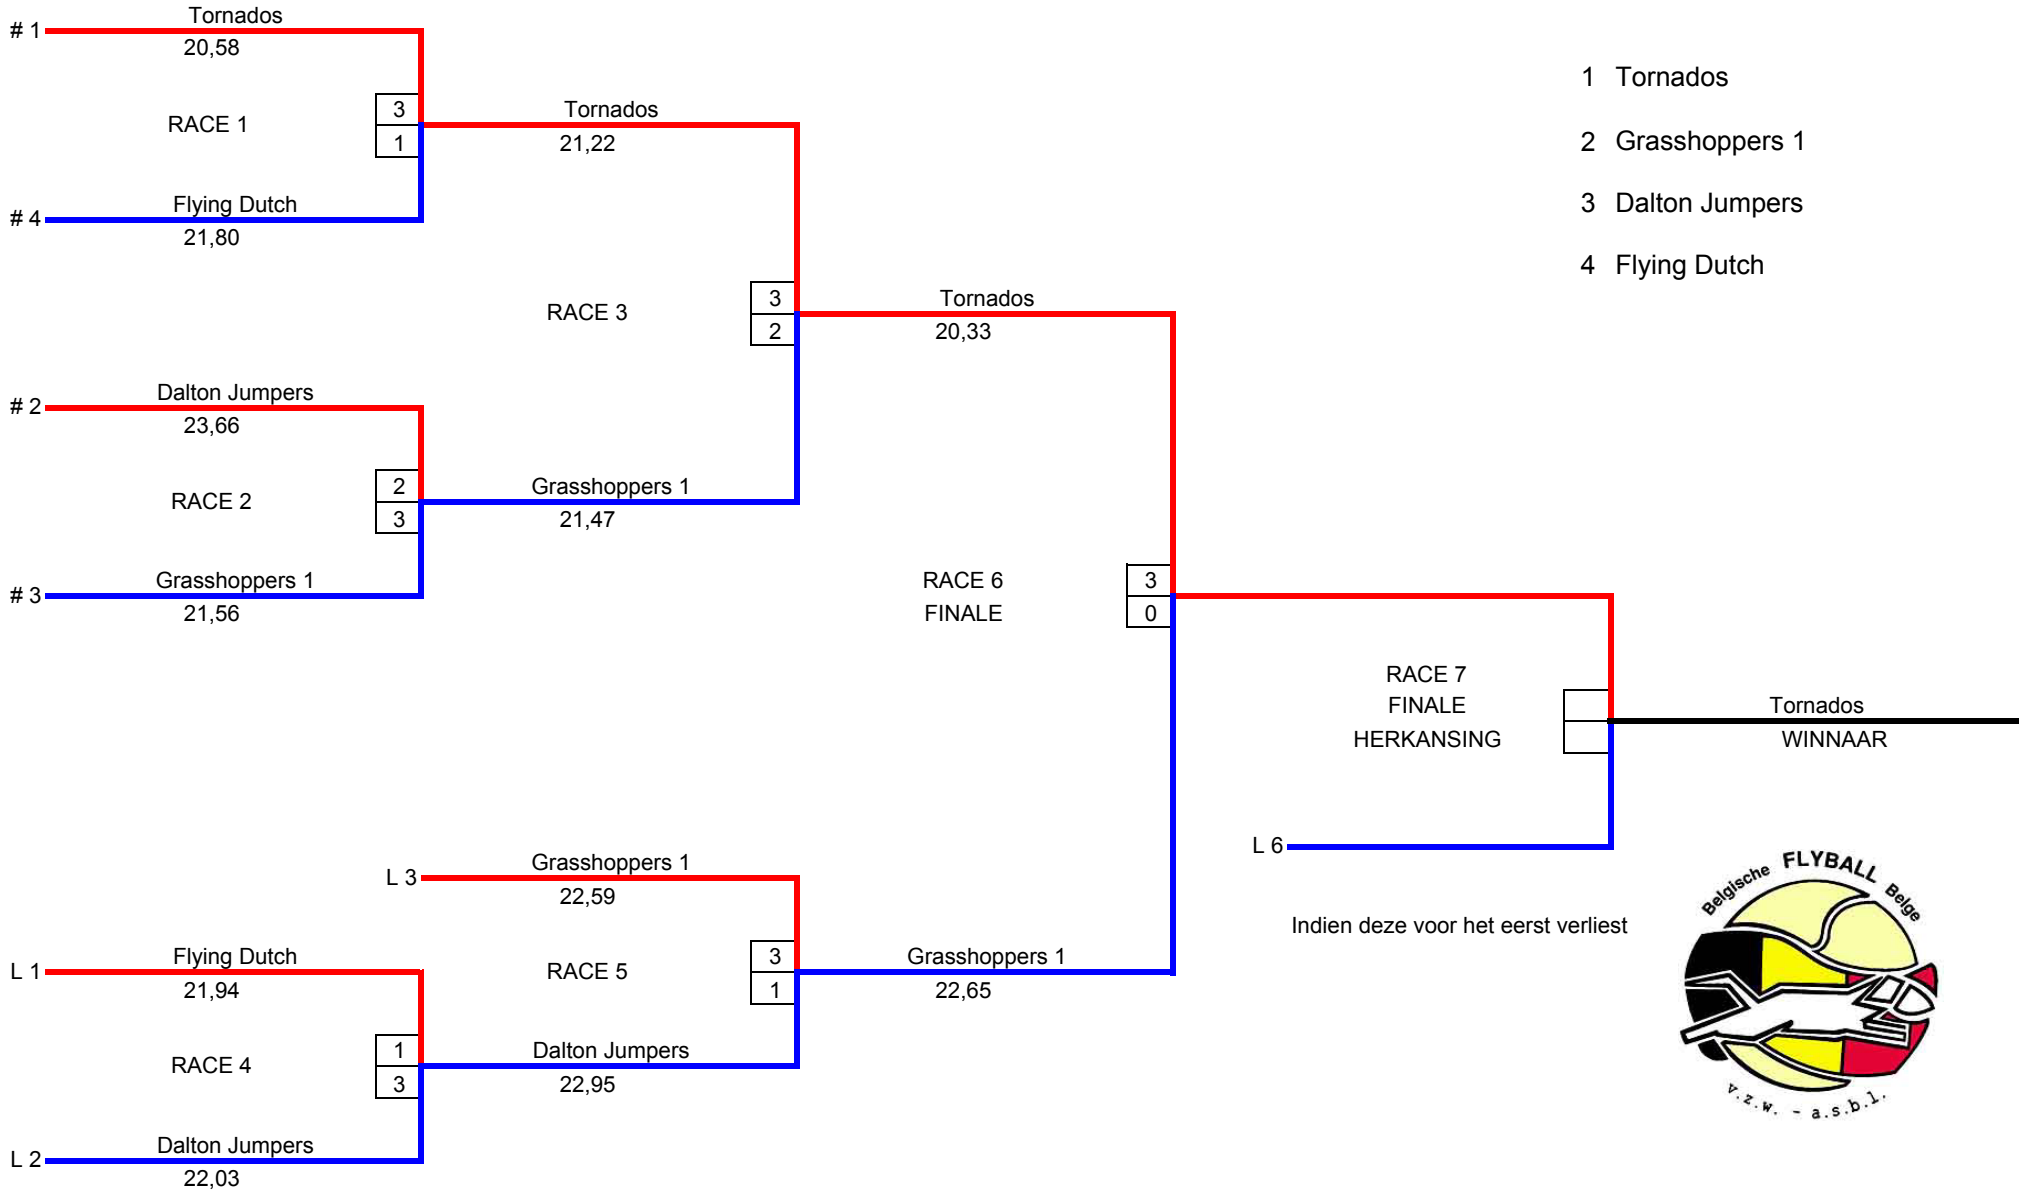 # 1 Tornados
20,58
RACE 1
3
1
# 4 Flying Dutch
21,80
Tornados
21,22
RACE 3
3
2
# 2 Dalton Jumpers
23,66
RACE 2
2
3
# 3 Grasshoppers 1
21,56
Grasshoppers 1
21,47
Tornados
20,33
RACE 6
FINALE
3
0
L 3 Grasshoppers 1
22,59
RACE 5
3
1
L 1 Flying Dutch
21,94
RACE 4
1
3
L 2 Dalton Jumpers
22,03
Dalton Jumpers
22,95
Grasshoppers 1
22,65
RACE 7
FINALE
HERKANSING
L 6
Indien deze voor het eerst verliest
Tornados
WINNAAR
1 Tornados
2 Grasshoppers 1
3 Dalton Jumpers
4 Flying Dutch
Belgische FLYBALL Belge
v.z.w. - a.s.b.l.